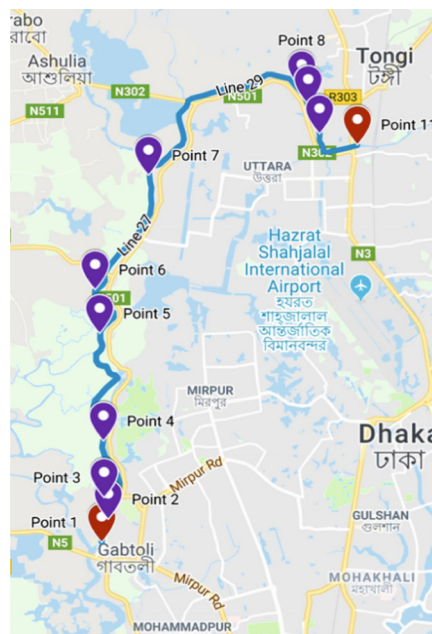 rabo
রাবো
Point 8
Tongi
টঙ্গী
Ashulia
আশুলিয়া
N302
Line 29
N501
R303
N511
Point 11
N302
Point 7
UTTARA
উত্তরা
Line 27
Hazrat
Shahjalal
International
Airport
হযরত
শাহজালাল
আন্তর্জাতিক
বিমানবন্দর
N3
Point 6
501
Point 5
MIRPUR
মিরপুর
Point 4
Dhaka
ঢাকা
Point 3
Mirpur Rd
Point 2
Point 1
GULSHAN
গুলশান
N5
Gabtoli
গাবতলী
Mirpur Rd
MOHAKHALI
মহাখালী
MOHAMMADPUR